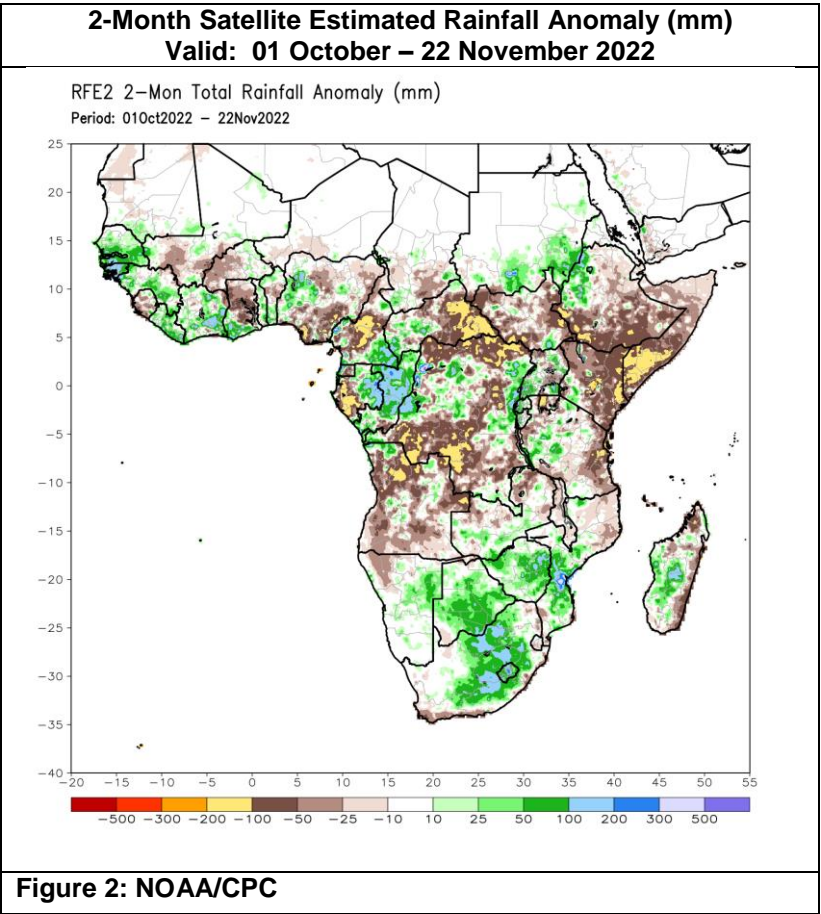 2-Month Satellite Estimated Rainfall Anomaly (mm)
Valid: 01 October – 22 November 2022
RFE2 2–Mon Total Rainfall Anomaly (mm)
Period: 01Oct2022 – 22Nov2022
25
20
15
10
5
0
−5
−10
−15
−20
−25
−30
−35
−40
−20 −15 −10 −5 0 5 10 15 20 25 30 35 40 45 50 55
−500 −300 −200 −100 −50 −25 −10 10 25 50 100 200 300 500
Figure 2: NOAA/CPC